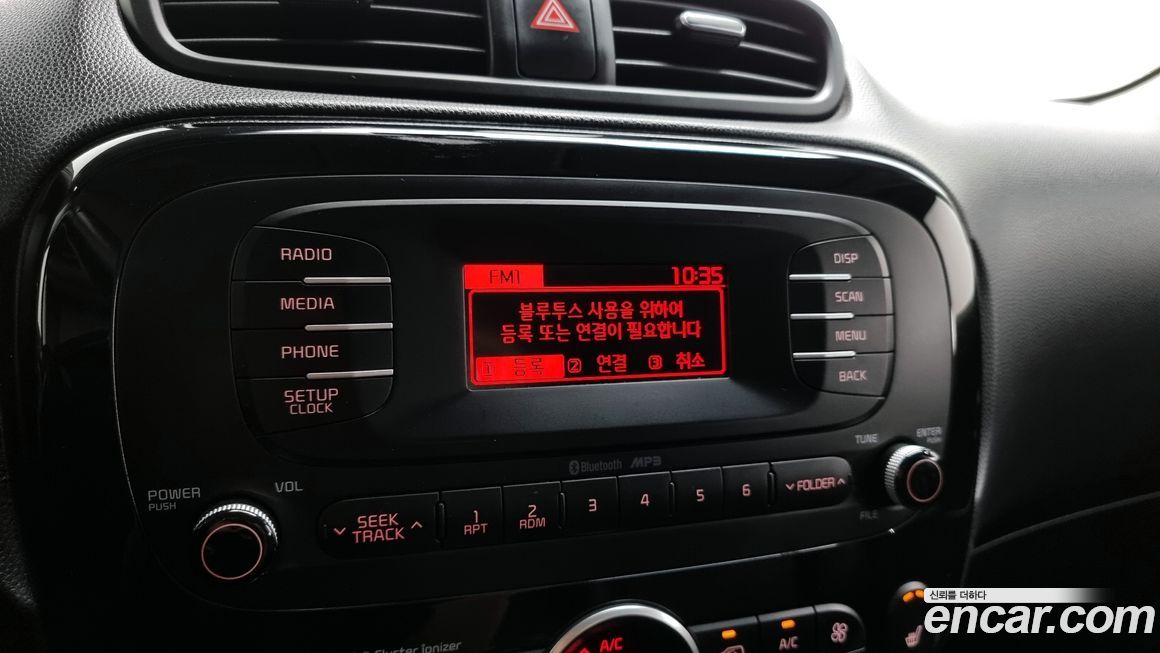 RADIO
MEDIA
PHONE
SETUP
CLOCK
FM1 10:35
블루투스 사용을 위하여
등록 또는 연결이 필요합니다
1 등록 2 연결 3 취소
DISP
SCAN
MENU
BACK
TUNE
ENTER
PUSH
FILE
Bluetooth MP3
POWER
PUSH
VOL
SEEK
TRACK
1
RPT
2
RDM
3
4
5
6
FOLDER
A/C
A/C
Cluster Ionizer
신뢰를 더하다
encar.com